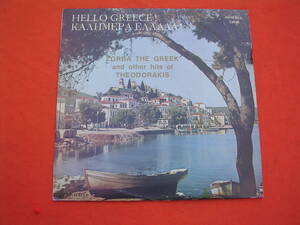 HELLO GREECE!
ΚΑΛΗΜΕΡΑ ΕΛΛΑΔΑ!
ZORBA THE GREEK
and other hits of
THEODORAKIS